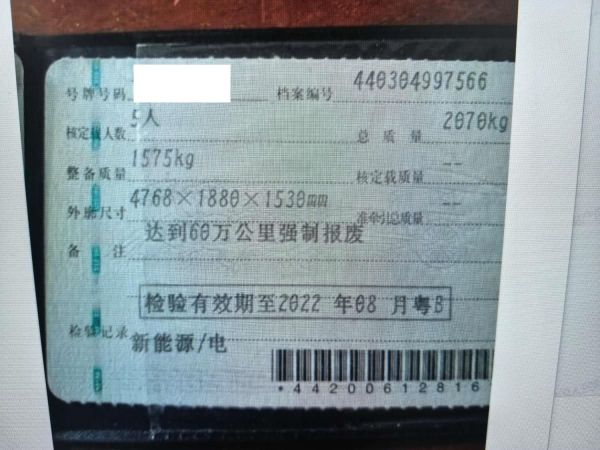 号牌号码 档案编号 440304997566
核定载人数 5人 总质量 2070kg
整备质量 1575kg 核定载质量 --
外廓尺寸 4768×1880×1530mm 准牵引总质量 --
备注 达到60万公里强制报废
检验有效期至2022年08月粤B
检验记录 新能源/电
*4420061281 6